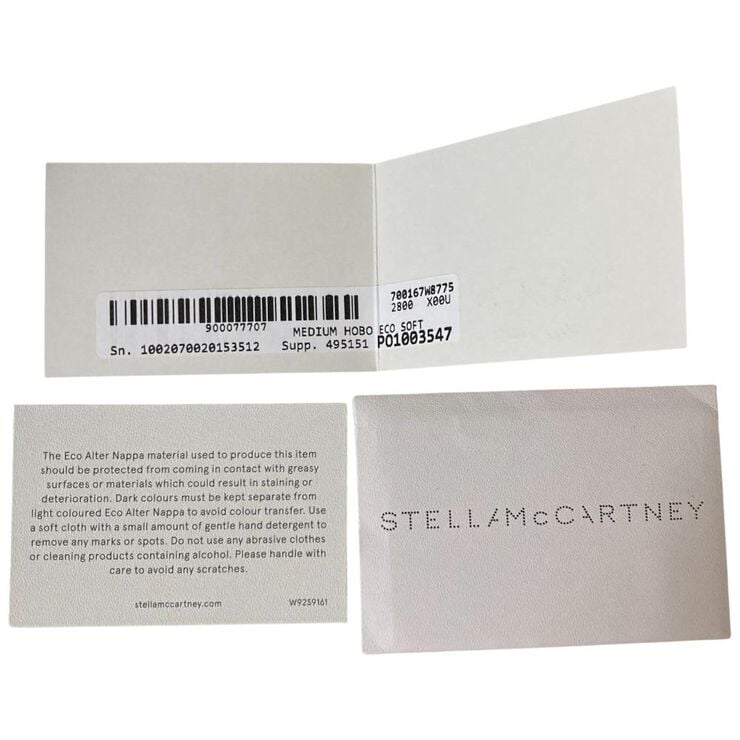 700167W8775
2800 X00U
900077707 MEDIUM HOBO ECO SOFT
Sn. 1002070020153512 Supp. 495151 PO1003547
The Eco Alter Nappa material used to produce this item
should be protected from coming in contact with greasy
surfaces or materials which could result in staining or
deterioration. Dark colours must be kept separate from
light coloured Eco Alter Nappa to avoid colour transfer. Use
a soft cloth with a small amount of gentle hand detergent to
remove any marks or spots. Do not use any abrasive clothes
or cleaning products containing alcohol. Please handle with
care to avoid any scratches.
stellamccartney.com W9259161
STELLAMcCARTNEY